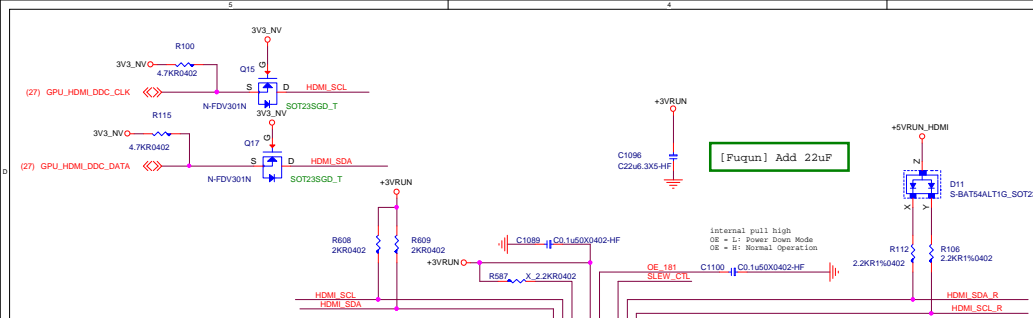 5
4
3V3_NV
R100
3V3_NV
4.7KR0402
Q15
G
S
D
HDMI_SCL
(27) GPU_HDMI_DDC_CLK
N-FDV301N
SOT23SGD_T
3V3_NV
R115
3V3_NV
4.7KR0402
Q17
G
S
D
HDMI_SDA
(27) GPU_HDMI_DDC_DATA
N-FDV301N
SOT23SGD_T
D
+3VRUN
C1096
C22u6.3X5-HF
[Fuqun] Add 22uF
+5VRUN_HDMI
Z
D11
S-BAT54ALT1G_SOT23
X
Y
+3VRUN
R608
2KR0402
R609
2KR0402
C1089
C0.1u50X0402-HF
+3VRUN
R587
X_2.2KR0402
internal pull high
OE = L: Power Down Mode
OE = H: Normal Operation
OE_181
SLEW_CTL
C1100
C0.1u50X0402-HF
R112
2.2KR1%0402
R106
2.2KR1%0402
HDMI_SCL
HDMI_SDA
HDMI_SDA_R
HDMI_SCL_R